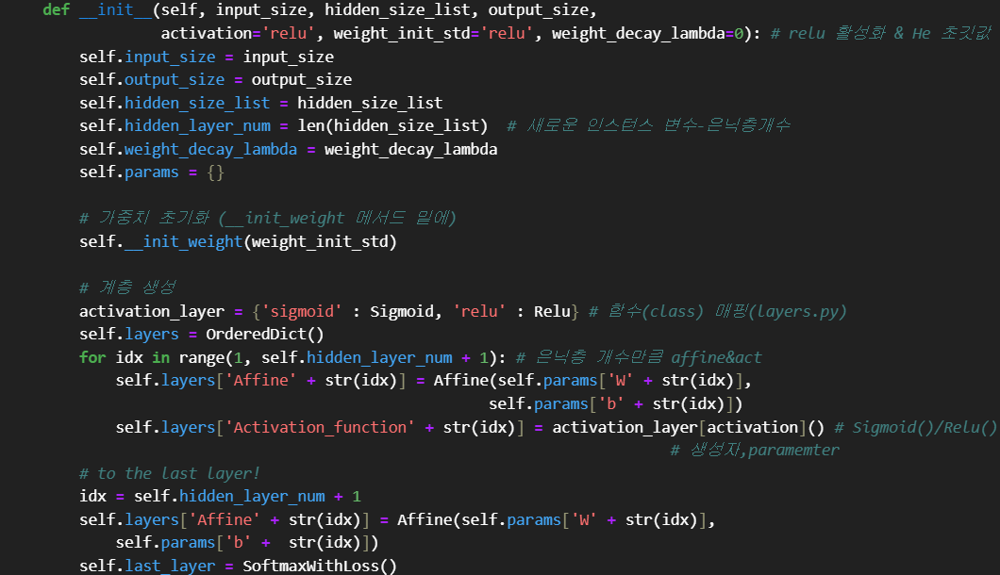 def __init__(self, input_size, hidden_size_list, output_size,
             activation='relu', weight_init_std='relu', weight_decay_lambda=0): # relu 활성화 & He 초깃값
    self.input_size = input_size
    self.output_size = output_size
    self.hidden_size_list = hidden_size_list
    self.hidden_layer_num = len(hidden_size_list)  # 새로운 인스턴스 변수-은닉층개수
    self.weight_decay_lambda = weight_decay_lambda
    self.params = {}
    # 가중치 초기화 (__init_weight 메서드 밑에)
    self.__init_weight(weight_init_std)
    # 계층 생성
    activation_layer = {'sigmoid' : Sigmoid, 'relu' : Relu} # 함수(class) 매핑(layers.py)
    self.layers = OrderedDict()
    for idx in range(1, self.hidden_layer_num + 1): # 은닉층 개수만큼 affine&act
        self.layers['Affine' + str(idx)] = Affine(self.params['W' + str(idx)],
                                                 self.params['b' + str(idx)])
        self.layers['Activation_function' + str(idx)] = activation_layer[activation]() # Sigmoid()/Relu()
                                                                     # 생성자,paramemter
    # to the last layer!
    idx = self.hidden_layer_num + 1
    self.layers['Affine' + str(idx)] = Affine(self.params['W' + str(idx)],
        self.params['b' +  str(idx)])
    self.last_layer = SoftmaxWithLoss()